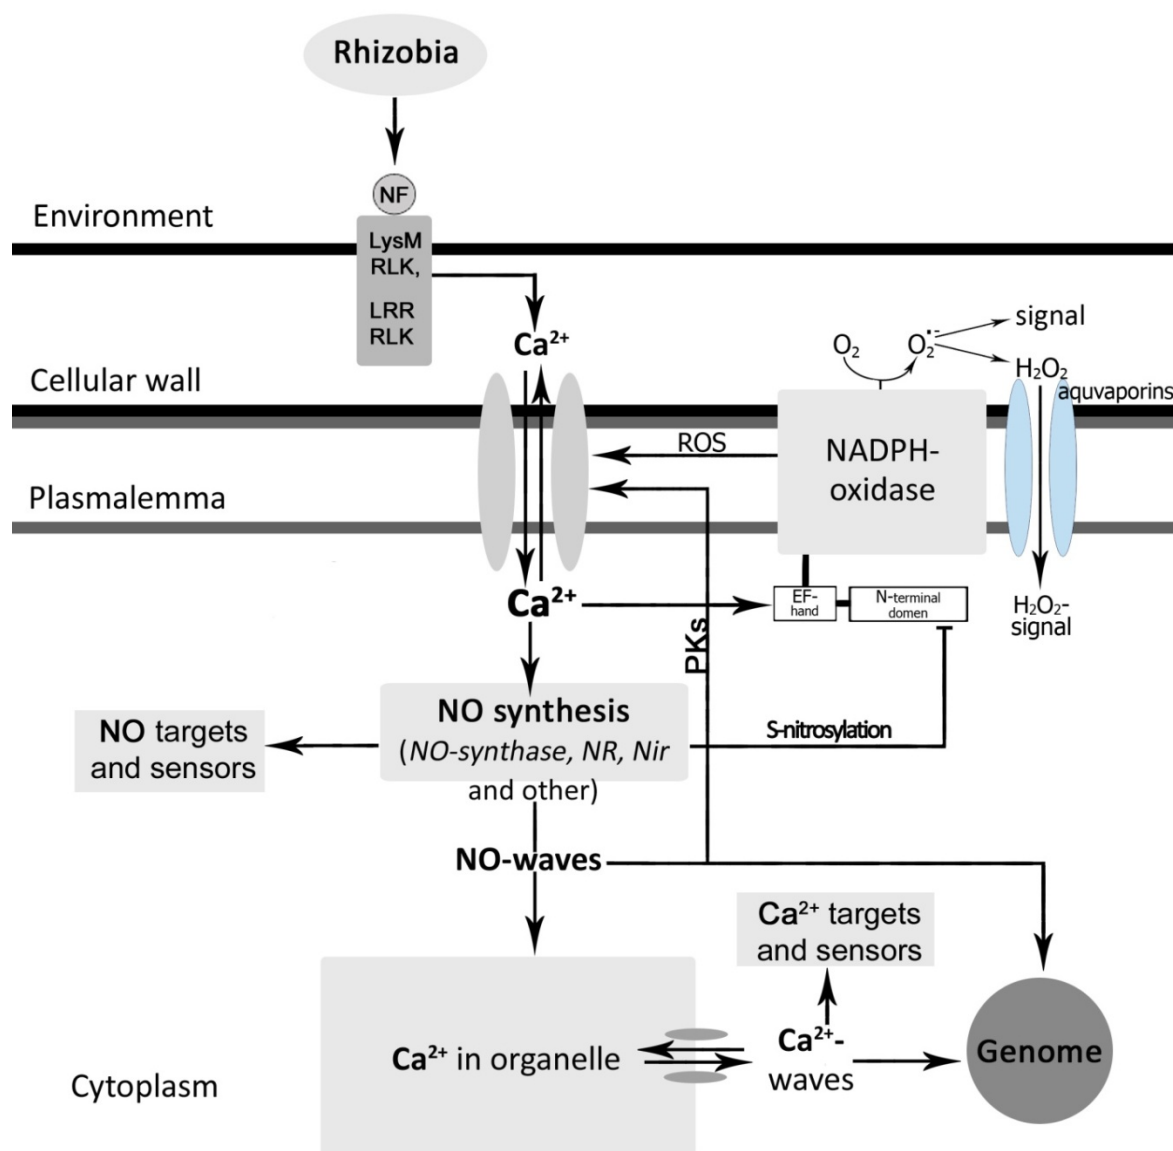 Rhizobia
NF
Environment
LysM
RLK,
LRR
RLK
Ca²⁺
Cellular wall
O₂
O₂•−
signal
H₂O₂
aquvaporins
ROS
NADPH-
oxidase
Plasmalemma
Ca²⁺
EF-
hand
N-terminal
domen
H₂O₂-
signal
PKs
NO synthesis
(NO-synthase, NR, Nir
and other)
S-nitrosylation
NO targets
and sensors
NO-waves
Ca²⁺ targets
and sensors
Ca²⁺ in organelle
Ca²⁺-
waves
Genome
Cytoplasm